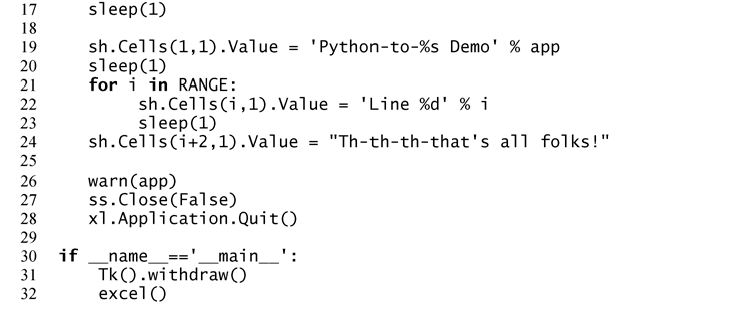 17 sleep(1)
18
19 sh.Cells(1,1).Value = 'Python-to-%s Demo' % app
20 sleep(1)
21 for i in RANGE:
22 sh.Cells(i,1).Value = 'Line %d' % i
23 sleep(1)
24 sh.Cells(i+2,1).Value = "Th-th-th-that's all folks!"
25
26 warn(app)
27 ss.Close(False)
28 xl.Application.Quit()
29
30 if __name__=='__main__':
31 Tk().withdraw()
32 excel()